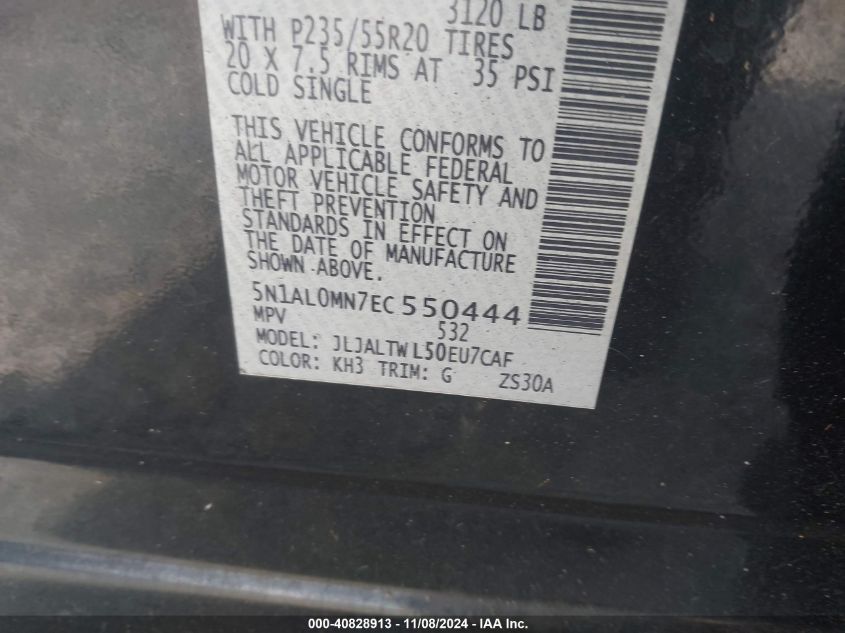 3120 LB
WITH P235/55R20 TIRES
20 X 7.5 RIMS AT 35 PSI
COLD SINGLE
THIS VEHICLE CONFORMS TO
ALL APPLICABLE FEDERAL
MOTOR VEHICLE SAFETY AND
THEFT PREVENTION
STANDARDS IN EFFECT ON
THE DATE OF MANUFACTURE
SHOWN ABOVE.
5N1AL0MN7EC550444
MPV 532
MODEL: JLJALTWL50EU7CAF
COLOR: KH3 TRIM: G ZS30A
000-40828913 - 11/08/2024 - IAA Inc.